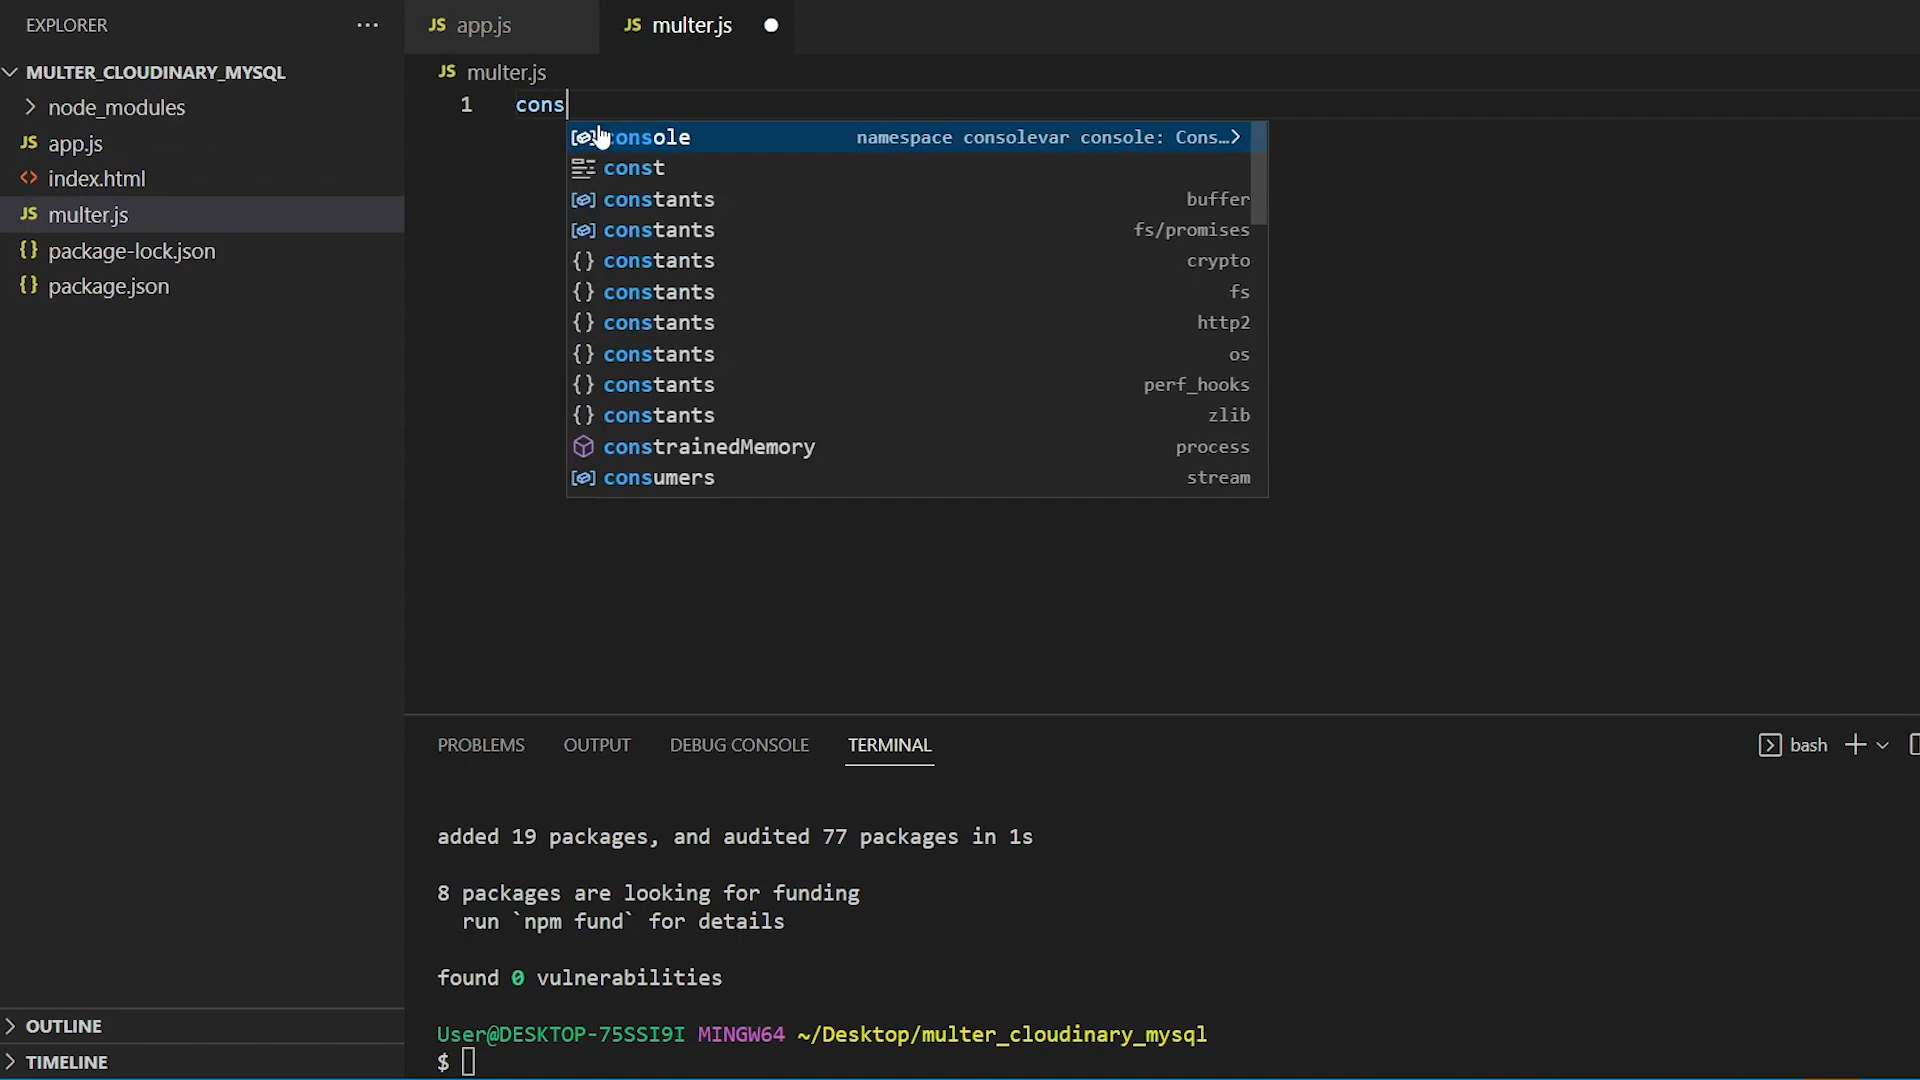 EXPLORER
MULTER_CLOUDINARY_MYSQL
node_modules
JS app.js
<> index.html
JS multer.js
{} package-lock.json
{} package.json
OUTLINE
TIMELINE
JS app.js
JS multer.js
JS multer.js
1 cons
console namespace consolevar console: Cons…
const
constants buffer
constants fs/promises
{} constants crypto
{} constants fs
{} constants http2
{} constants os
{} constants perf_hooks
{} constants zlib
constrainedMemory process
consumers stream
PROBLEMS OUTPUT DEBUG CONSOLE TERMINAL
bash
added 19 packages, and audited 77 packages in 1s
8 packages are looking for funding
run `npm fund` for details
found 0 vulnerabilities
User@DESKTOP-75SSI9I MINGW64 ~/Desktop/multer_cloudinary_mysql
$